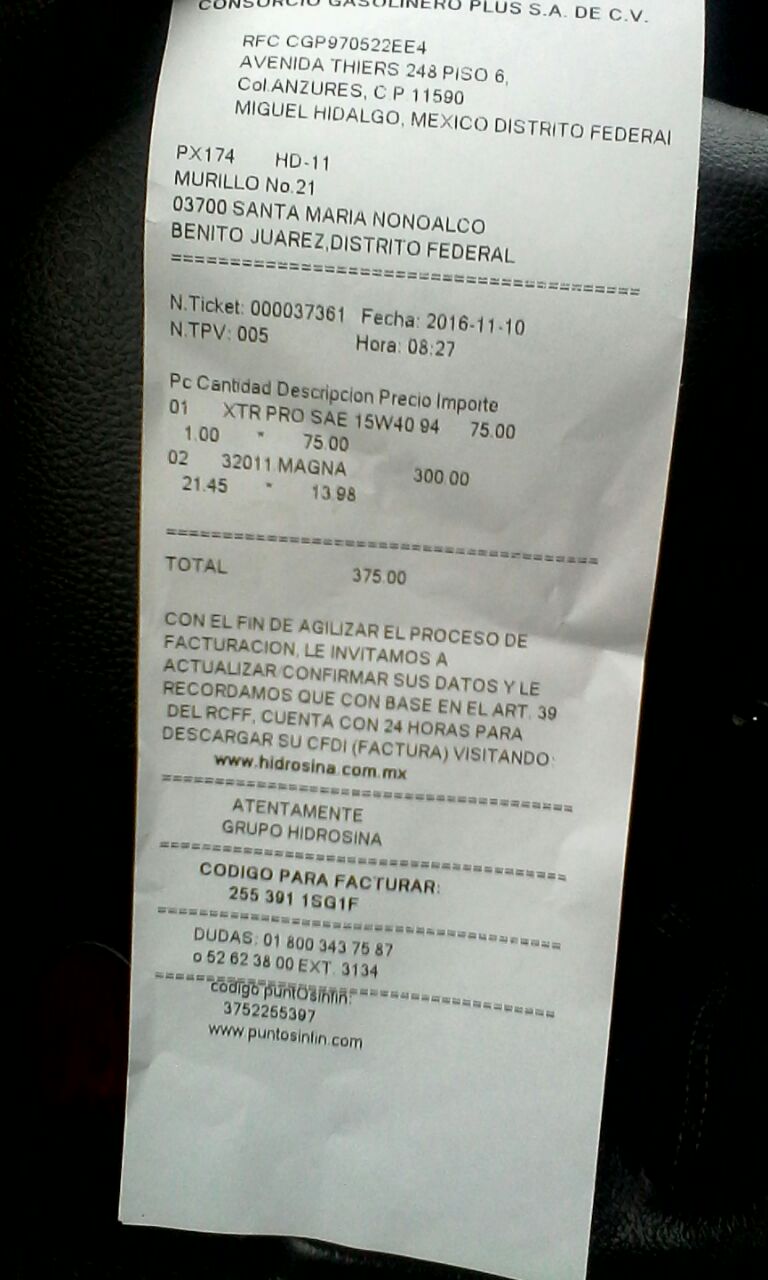 CONSORCIO GASOLINERO PLUS S.A. DE C.V.
RFC CGP970522EE4
AVENIDA THIERS 248 PISO 6,
Col.ANZURES, C.P.11590
MIGUEL HIDALGO, MEXICO DISTRITO FEDERAl
PX174 HD-11
MURILLO No.21
03700 SANTA MARIA NONOALCO
BENITO JUAREZ,DISTRITO FEDERAL
========================================
N.Ticket: 000037361 Fecha: 2016-11-10
N.TPV: 005 Hora: 08:27
Pc Cantidad Descripcion Precio Importe
01 XTR PRO SAE 15W40 94 75.00
1.00 * 75.00
02 32011 MAGNA 300.00
21.45 * 13.98
========================================
TOTAL 375.00
CON EL FIN DE AGILIZAR EL PROCESO DE
FACTURACION, LE INVITAMOS A
ACTUALIZAR/CONFIRMAR SUS DATOS Y LE
RECORDAMOS QUE CON BASE EN EL ART. 39
DEL RCFF, CUENTA CON 24 HORAS PARA
DESCARGAR SU CFDI (FACTURA) VISITANDO:
www.hidrosina.com.mx
========================================
ATENTAMENTE
GRUPO HIDROSINA
========================================
CODIGO PARA FACTURAR:
255 391 1SG1F
========================================
DUDAS: 01 800 343 75 87
o 52 62 38 00 EXT. 3134
========================================
codigo puntOsinfin:
3752255397
www.puntosinfin.com